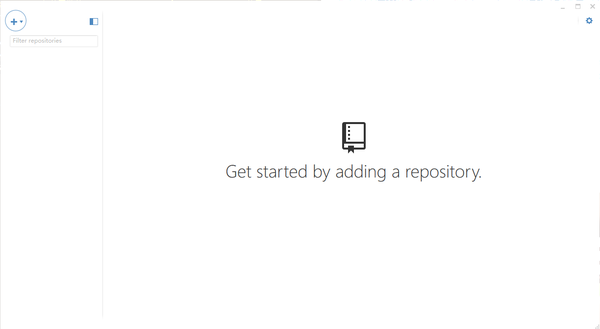 Filter repositories
Get started by adding a repository.